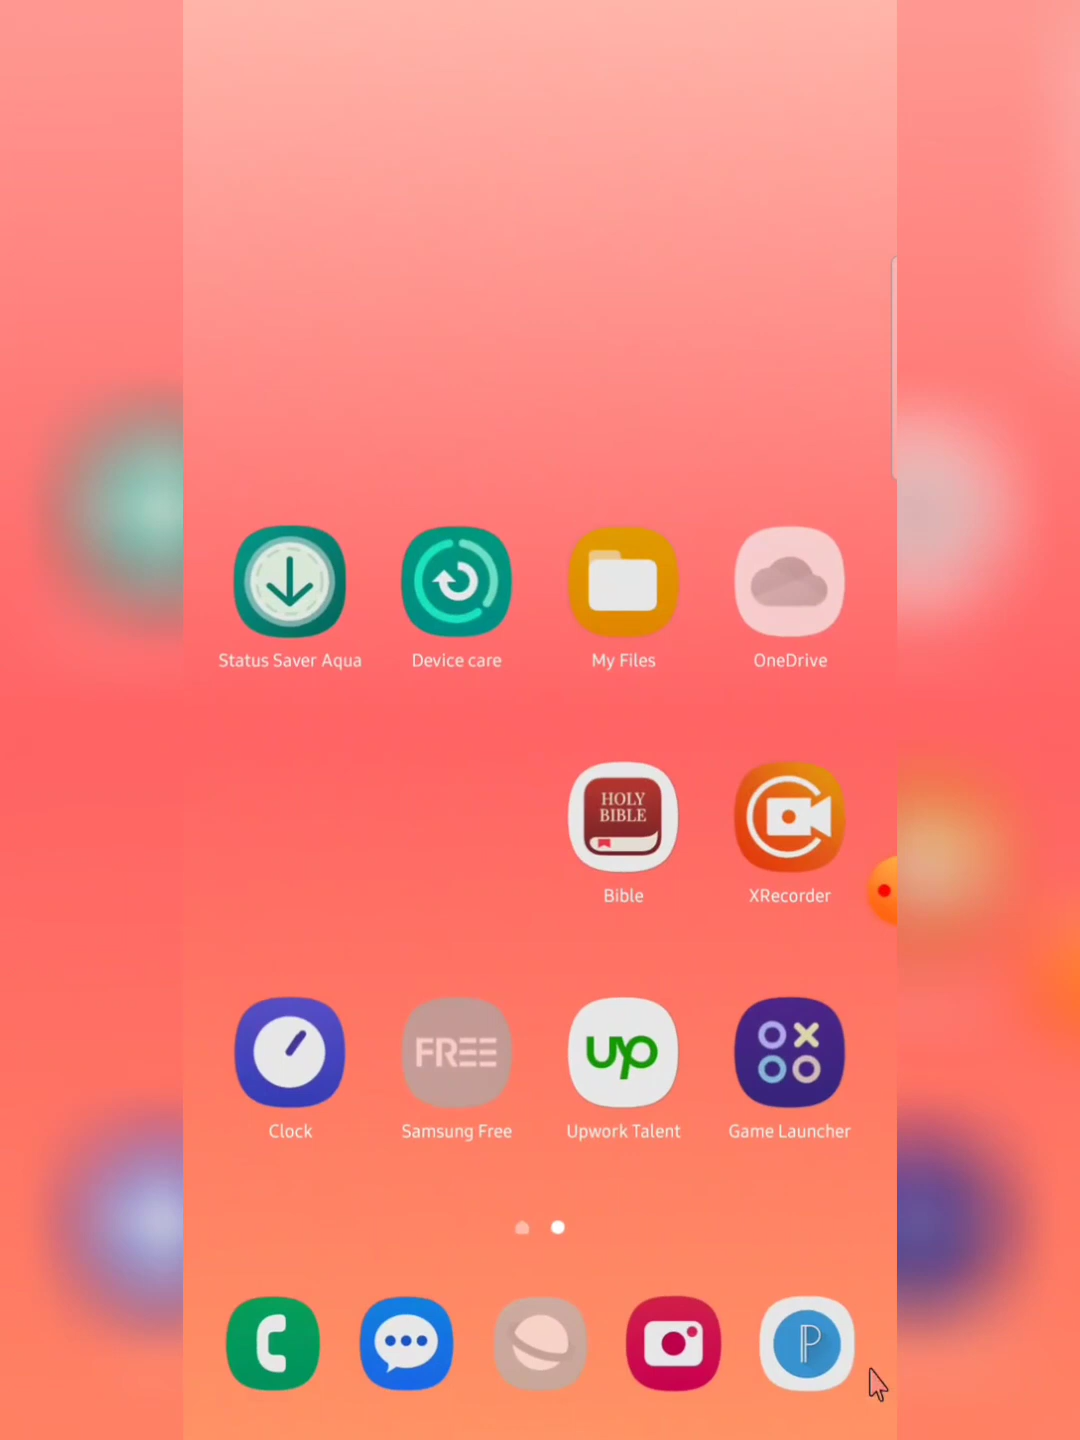 Status Saver Aqua
Device care
My Files
OneDrive
HOLY
BIBLE
Bible
XRecorder
FREE
up
Clock
Samsung Free
Upwork Talent
Game Launcher
P